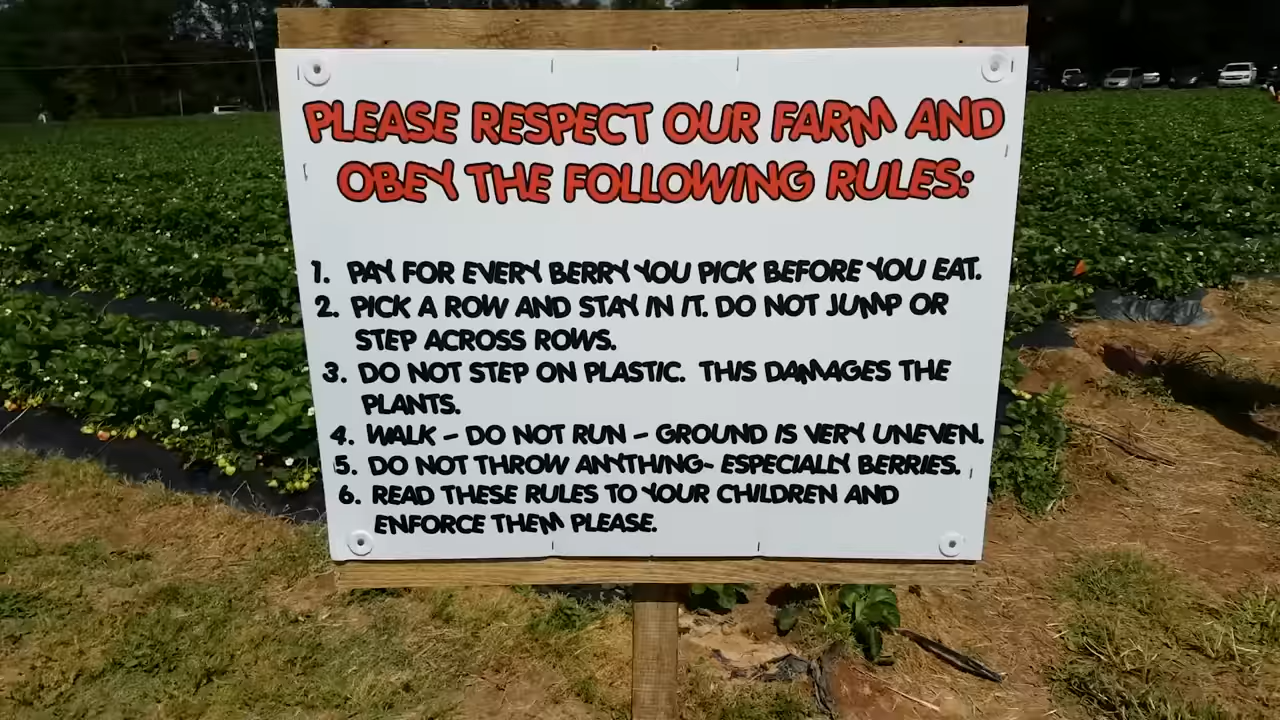 PLEASE RESPECT OUR FARM AND
OBEY THE FOLLOWING RULES:
1. PAY FOR EVERY BERRY YOU PICK BEFORE YOU EAT.
2. PICK A ROW AND STAY IN IT. DO NOT JUMP OR
STEP ACROSS ROWS.
3. DO NOT STEP ON PLASTIC. THIS DAMAGES THE
PLANTS.
4. WALK - DO NOT RUN - GROUND IS VERY UNEVEN.
5. DO NOT THROW ANYTHING- ESPECIALLY BERRIES.
6. READ THESE RULES TO YOUR CHILDREN AND
ENFORCE THEM PLEASE.